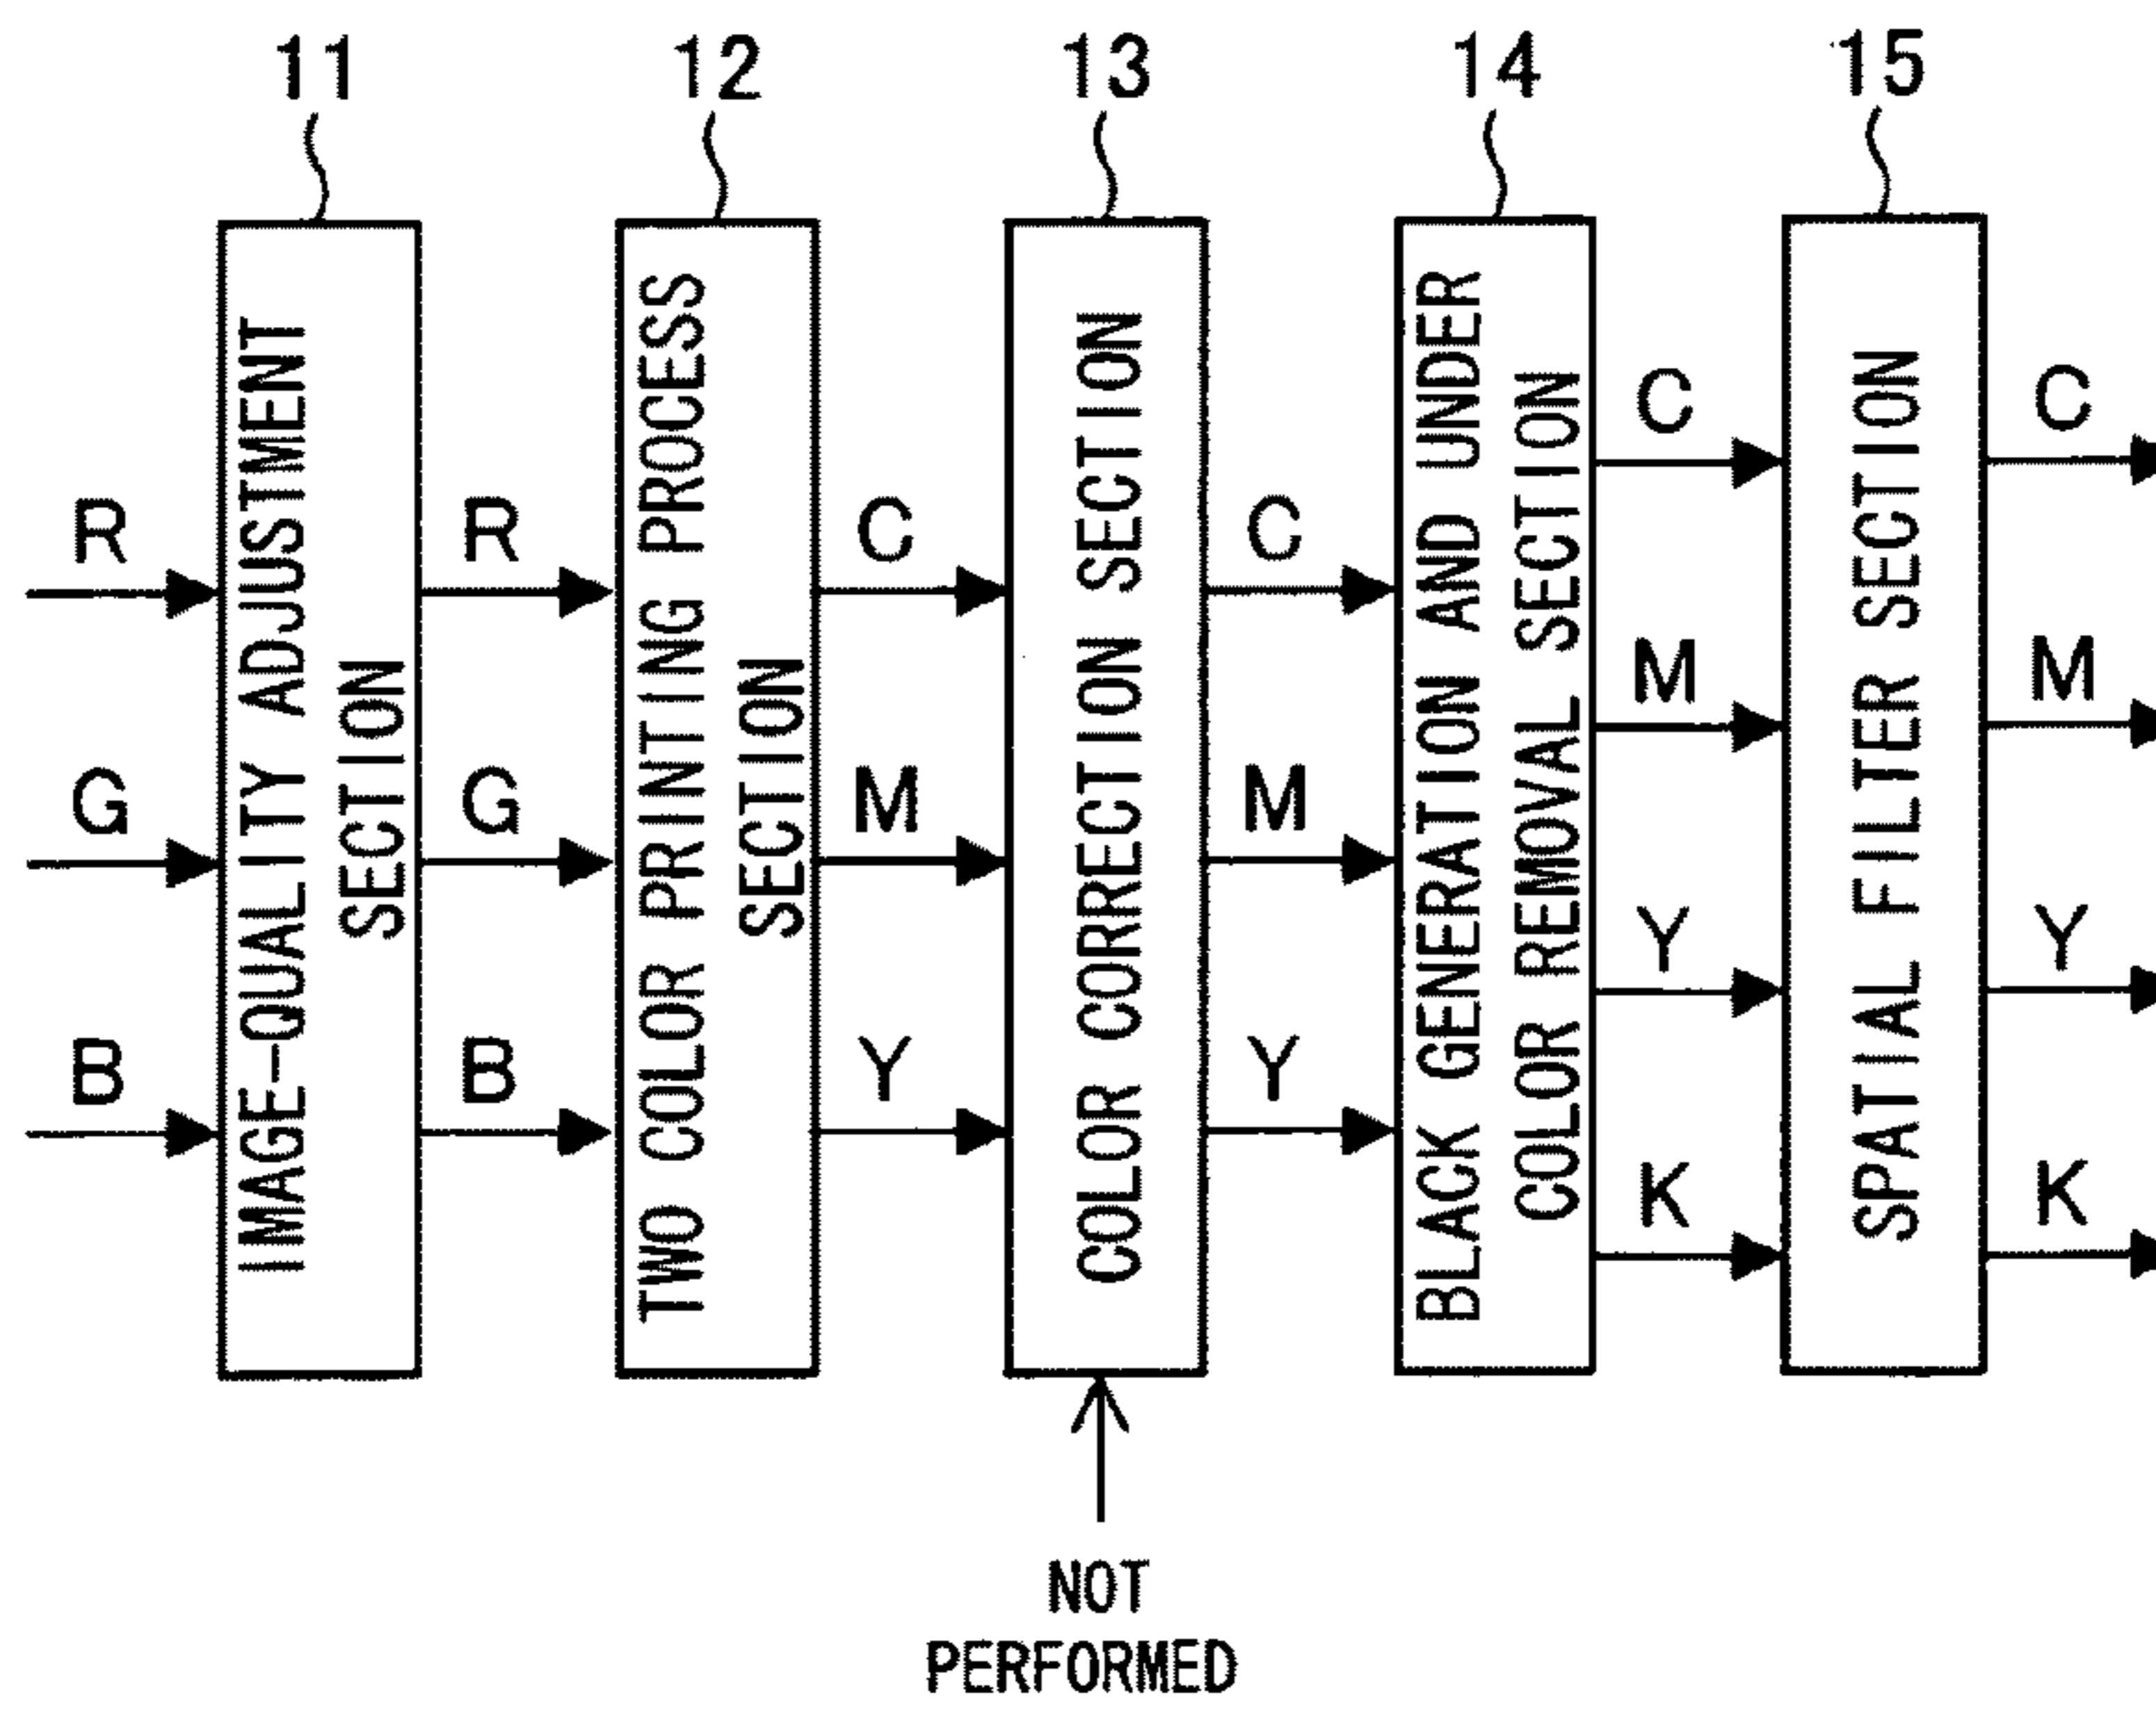 11
12
13
14
15
IMAGE-QUALITY ADJUSTMENT
SECTION
TWO COLOR PRINTING PROCESS
SECTION
COLOR CORRECTION SECTION
BLACK GENERATION AND UNDER
COLOR REMOVAL SECTION
SPATIAL FILTER SECTION
R
G
B
R
G
B
C
M
Y
C
M
Y
C
M
Y
K
C
M
Y
K
NOT
PERFORMED